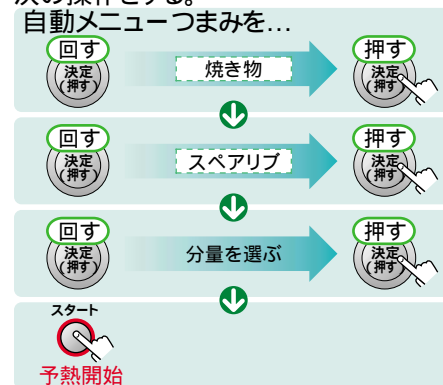 次の操作をする。
自動メニューつまみを…
回す
決定
(押す)
焼き物
押す
決定
(押す)
回す
決定
(押す)
スペアリブ
押す
決定
(押す)
回す
決定
(押す)
分量を選ぶ
押す
決定
(押す)
スタート
予熱開始